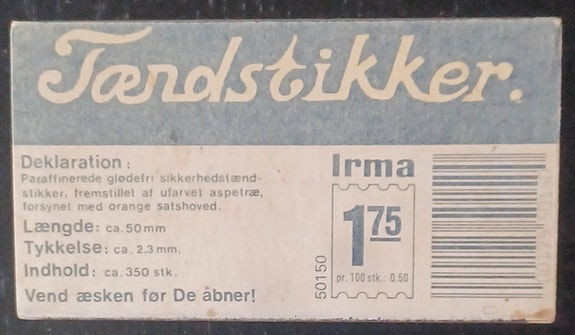 Tændstikker.
Deklaration:
Paraffinerede glødefri sikkerhedstænd-
stikker, fremstillet af ufarvet aspetræ,
forsynet med orange satshoved.
Længde: ca. 50 mm
Tykkelse: ca. 2,3 mm.
Indhold: ca. 350 stk.
Vend æsken før De åbner!
Irma
175
pr. 100 stk.: 0,50
50150